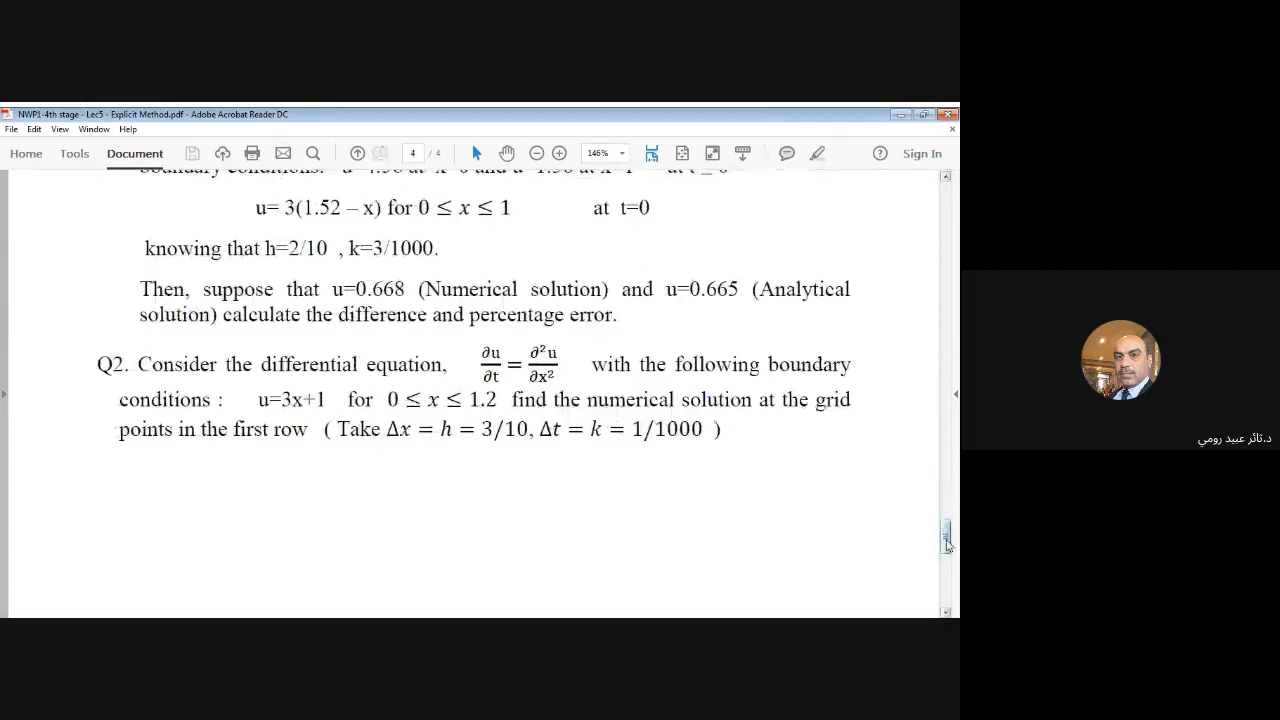 NWP1-4th stage - Lec5 - Explicit Method.pdf - Adobe Acrobat Reader DC
File Edit View Window Help
Home Tools Document 4 / 4 146% Sign In
boundary conditions:
u= 3(1.52 – x) for 0 ≤ x ≤ 1 at t=0
knowing that h=2/10 , k=3/1000.
Then, suppose that u=0.668 (Numerical solution) and u=0.665 (Analytical
solution) calculate the difference and percentage error.
Q2. Consider the differential equation, ∂u/∂t = ∂²u/∂x² with the following boundary
conditions : u=3x+1 for 0 ≤ x ≤ 1.2 find the numerical solution at the grid
points in the first row ( Take Δx = h = 3/10, Δt = k = 1/1000 )
د.ثائر عبيد رومي